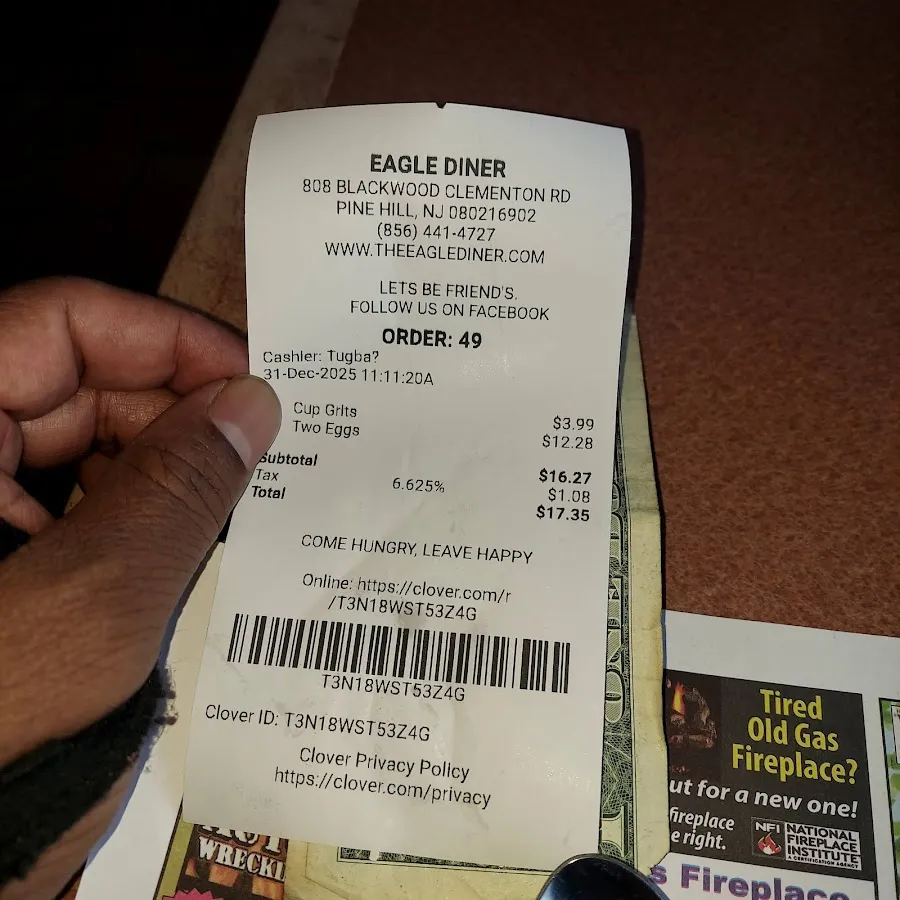 EAGLE DINER
808 BLACKWOOD CLEMENTON RD
PINE HILL, NJ 080216902
(856) 441-4727
WWW.THEEAGLEDINER.COM
LETS BE FRIEND'S.
FOLLOW US ON FACEBOOK
ORDER: 49
Cashier: Tugba?
31-Dec-2025 11:11:20A
Cup Grits $3.99
Two Eggs $12.28
Subtotal $16.27
Tax 6.625% $1.08
Total $17.35
COME HUNGRY, LEAVE HAPPY
Online: https://clover.com/r
/T3N18WST53Z4G
T3N18WST53Z4G
Clover ID: T3N18WST53Z4G
Clover Privacy Policy
https://clover.com/privacy
Tired
Old Gas
Fireplace?
ut for a new one!
fireplace
e right.
NFI NATIONAL
FIREPLACE
INSTITUTE
A CERTIFICATION AGENCY
s Fireplace
WRECK